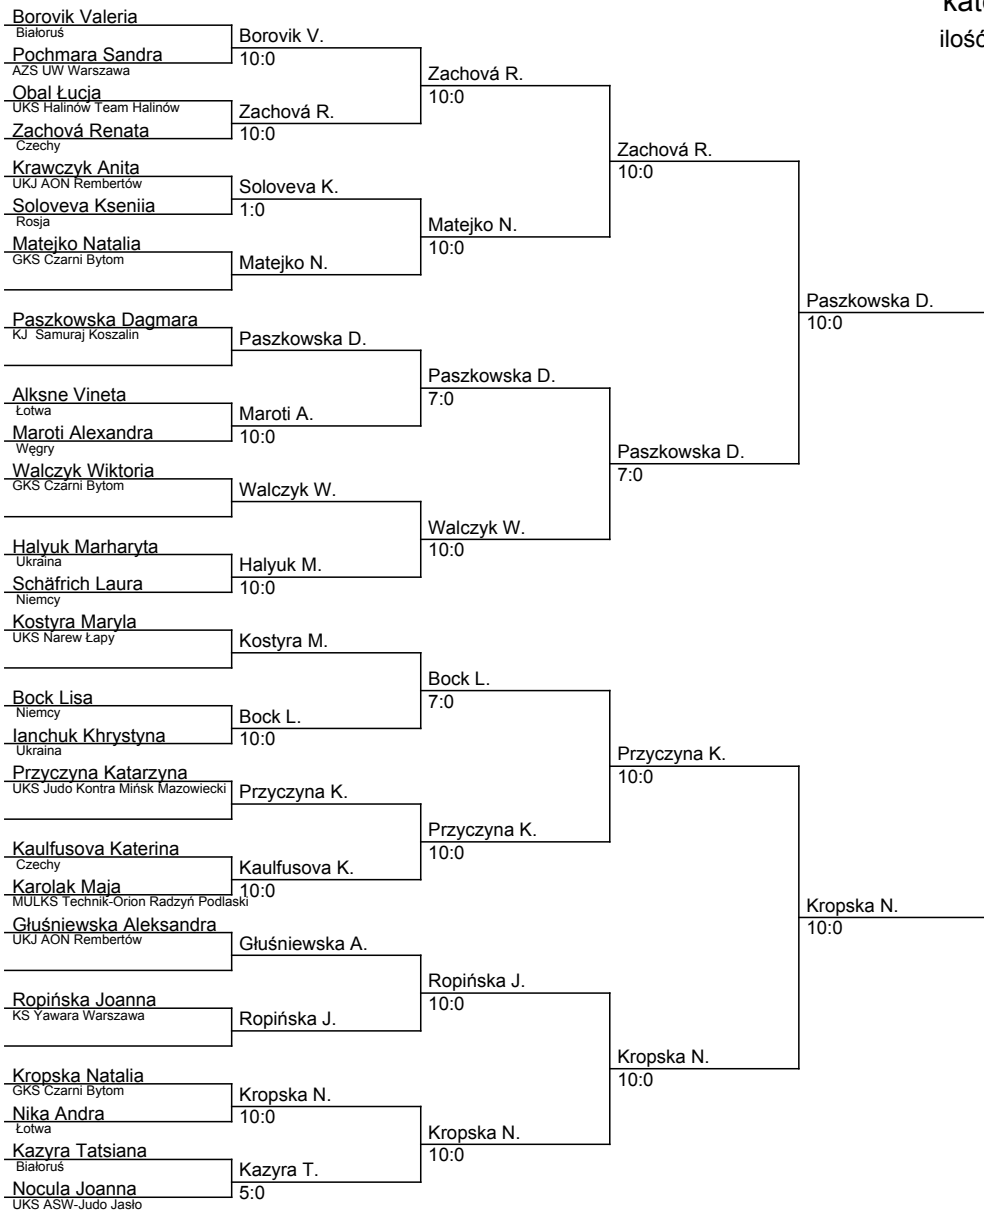 kat
ilość
Borovik Valeria
Białoruś
Pochmara Sandra
AZS UW Warszawa
Obal Łucja
UKS Halinów Team Halinów
Zachová Renata
Czechy
Krawczyk Anita
UKJ AON Rembertów
Soloveva Kseniia
Rosja
Matejko Natalia
GKS Czarni Bytom
Paszkowska Dagmara
KJ Samuraj Koszalin
Alksne Vineta
Łotwa
Maroti Alexandra
Węgry
Walczyk Wiktoria
GKS Czarni Bytom
Halyuk Marharyta
Ukraina
Schäfrich Laura
Niemcy
Kostyra Maryla
UKS Narew Łapy
Bock Lisa
Niemcy
Ianchuk Khrystyna
Ukraina
Przyczyna Katarzyna
UKS Judo Kontra Mińsk Mazowiecki
Kaulfusova Katerina
Czechy
Karolak Maja
MULKS Technik-Orion Radzyń Podlaski
Głuśniewska Aleksandra
UKJ AON Rembertów
Ropińska Joanna
KS Yawara Warszawa
Kropska Natalia
GKS Czarni Bytom
Nika Andra
Łotwa
Kazyra Tatsiana
Białoruś
Nocula Joanna
UKS ASW-Judo Jasło
Borovik V.
10:0
Zachová R.
10:0
Soloveva K.
1:0
Matejko N.
Paszkowska D.
Maroti A.
10:0
Walczyk W.
Halyuk M.
10:0
Kostyra M.
Bock L.
10:0
Przyczyna K.
Kaulfusova K.
10:0
Głuśniewska A.
Ropińska J.
Kropska N.
10:0
Kazyra T.
5:0
Zachová R.
10:0
Matejko N.
10:0
Paszkowska D.
7:0
Walczyk W.
10:0
Bock L.
7:0
Przyczyna K.
10:0
Ropińska J.
10:0
Kropska N.
10:0
Zachová R.
10:0
Paszkowska D.
7:0
Przyczyna K.
10:0
Kropska N.
10:0
Paszkowska D.
10:0
Kropska N.
10:0